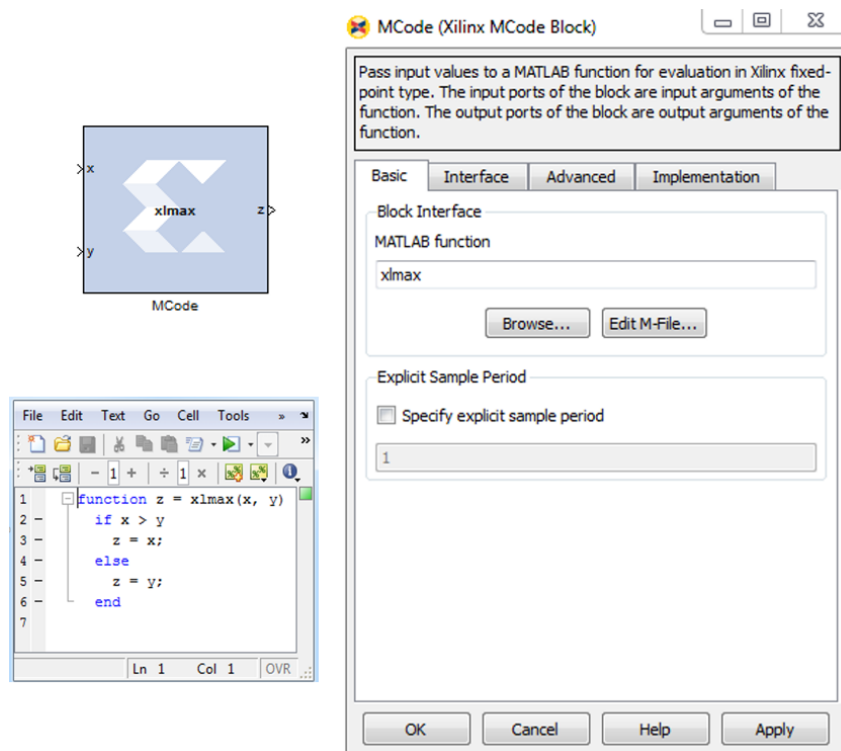 x
xlmax
z
y
MCode
File Edit Text Go Cell Tools »
»
− 1 + ÷ 1 ×
1 function z = xlmax(x, y)
2 − if x > y
3 − z = x;
4 − else
5 − z = y;
6 − end
7
Ln 1 Col 1 OVR
MCode (Xilinx MCode Block)
Pass input values to a MATLAB function for evaluation in Xilinx fixed-
point type. The input ports of the block are input arguments of the
function. The output ports of the block are output arguments of the
function.
Basic Interface Advanced Implementation
Block Interface
MATLAB function
xlmax
Browse... Edit M-File...
Explicit Sample Period
Specify explicit sample period
1
OK Cancel Help Apply